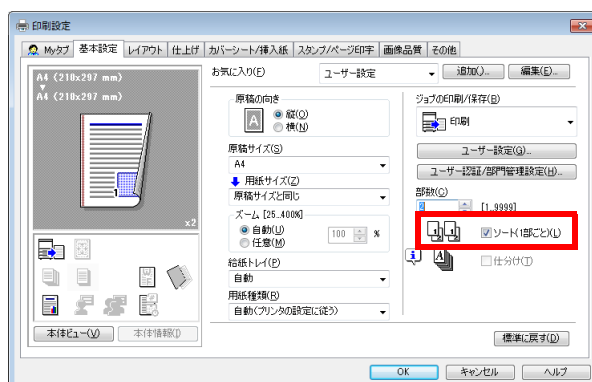 印刷設定
Myタブ 基本設定 レイアウト 仕上げ カバーシート/挿入紙 スタンプ/ページ印字 画像品質 その他
A4 (210x297 mm)
A4 (210x297 mm)
1
x2
本体ビュー(V) 本体情報(I)
お気に入り(F) ユーザー設定 追加(J)... 編集(E)...
原稿の向き
A
縦(O)
横(N)
原稿サイズ(S)
A4
用紙サイズ(Z)
原稿サイズと同じ
ズーム [25..400%]
自動(U)
任意(M)
100 %
給紙トレイ(P)
自動
用紙種類(R)
自動(プリンタの設定に従う)
ジョブの印刷/保存(B)
印刷
ユーザー設定(G)...
ユーザー認証/部門管理設定(H)...
部数(C)
2 [1..9999]
1 2 1 2 ソート(1部ごと)(L)
A 仕分け(T)
標準に戻す(D)
OK キャンセル ヘルプ